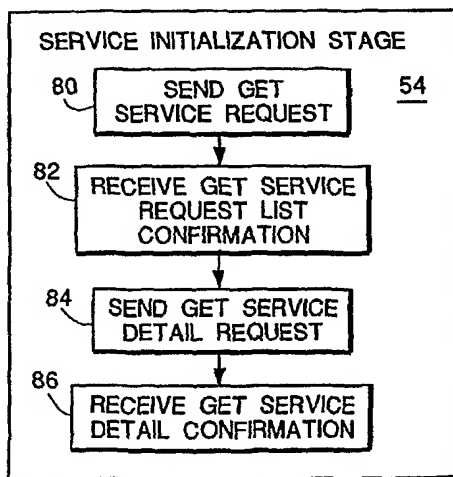 SERVICE INITIALIZATION STAGE
54
80
SEND GET
SERVICE REQUEST
82
RECEIVE GET SERVICE
REQUEST LIST
CONFIRMATION
84
SEND GET SERVICE
DETAIL REQUEST
86
RECEIVE GET SERVICE
DETAIL CONFIRMATION